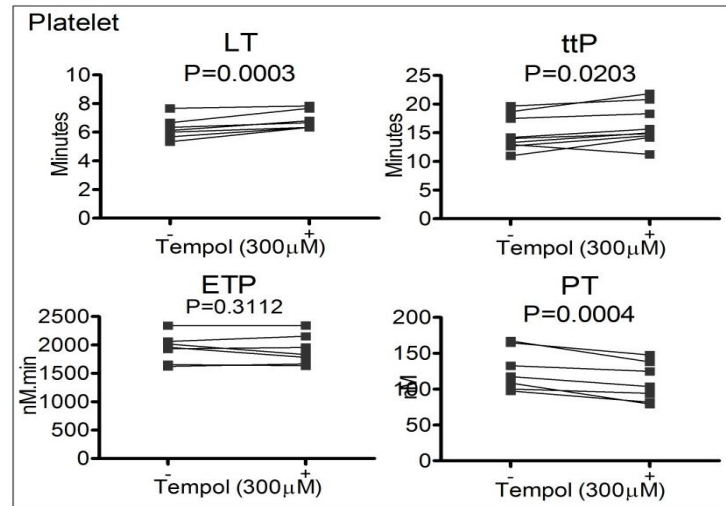 Platelet
LT
P=0.0003
10
8
6
4
2
0
Minutes
- +
Tempol (300μM)
ttP
P=0.0203
25
20
15
10
5
0
Minutes
- +
Tempol (300μM)
ETP
P=0.3112
2500
2000
1500
1000
500
0
nM.min
- +
Tempol (300μM)
PT
P=0.0004
200
150
100
50
0
nM
- +
Tempol (300μM)